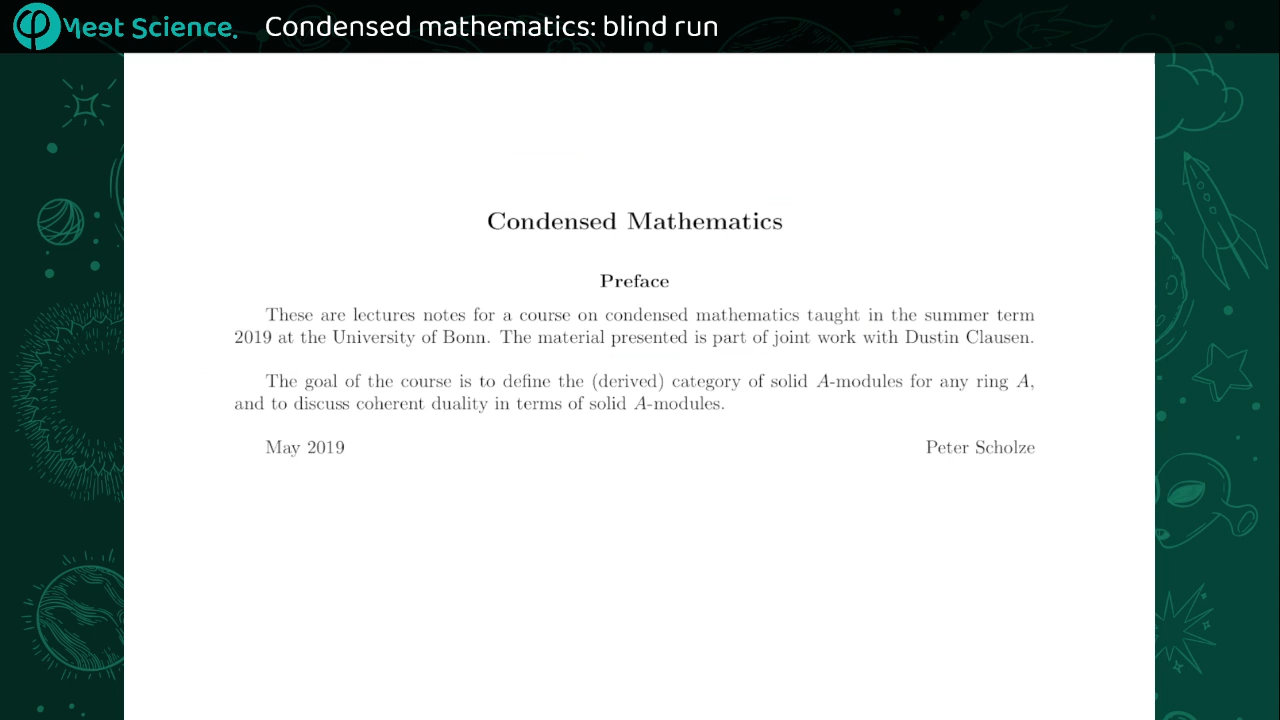 Meet Science.
Condensed mathematics: blind run
Condensed Mathematics
Preface
These are lectures notes for a course on condensed mathematics taught in the summer term
2019 at the University of Bonn. The material presented is part of joint work with Dustin Clausen.
The goal of the course is to define the (derived) category of solid A-modules for any ring A,
and to discuss coherent duality in terms of solid A-modules.
May 2019 Peter Scholze